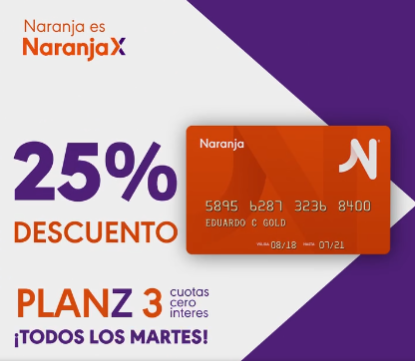 Naranja es
NaranjaX
25%
DESCUENTO
Naranja
5895 6287 3236 8400
EDUARDO C GOLD
08/18 07/21
PLANZ 3 cuotas
cero
interes
¡TODOS LOS MARTES!